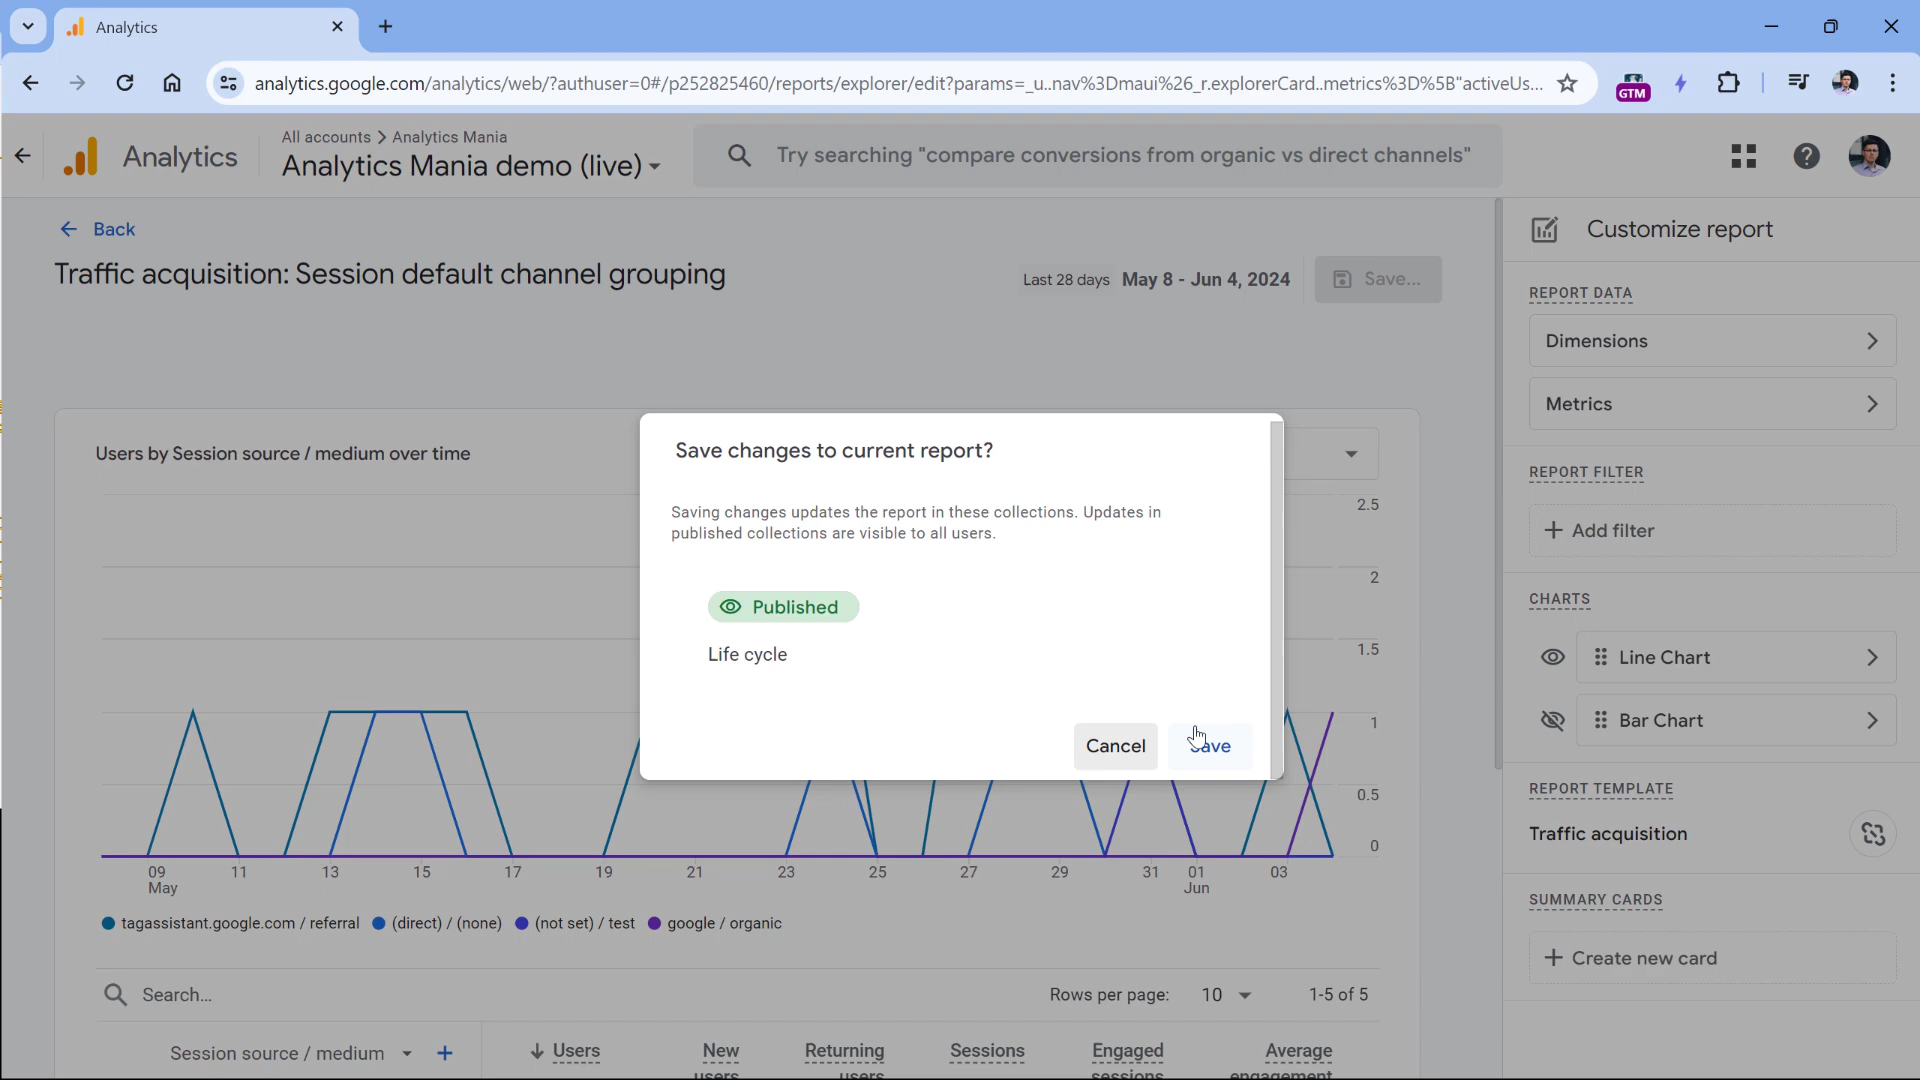 Analytics
analytics.google.com/analytics/web/?authuser=0#/p252825460/reports/explorer/edit?params=_u..nav%3Dmaui%26_r.explorerCard..metrics%3D%5B"activeUs...
GTM
Analytics
All accounts > Analytics Mania
Analytics Mania demo (live)
Try searching "compare conversions from organic vs direct channels"
Back
Traffic acquisition: Session default channel grouping
Last 28 days May 8 - Jun 4, 2024
Save...
Users by Session source / medium over time
2.5
2
1.5
1
0.5
0
09
May
11
13
15
17
19
21
23
25
27
29
31
01
Jun
03
tagassistant.google.com / referral (direct) / (none) (not set) / test google / organic
Search...
Rows per page: 10 1-5 of 5
Session source / medium
Users
New
users
Returning
users
Sessions
Engaged
sessions
Average
engagement
Save changes to current report?
Saving changes updates the report in these collections. Updates in
published collections are visible to all users.
Published
Life cycle
Cancel
Save
Customize report
REPORT DATA
Dimensions
Metrics
REPORT FILTER
Add filter
CHARTS
Line Chart
Bar Chart
REPORT TEMPLATE
Traffic acquisition
SUMMARY CARDS
Create new card